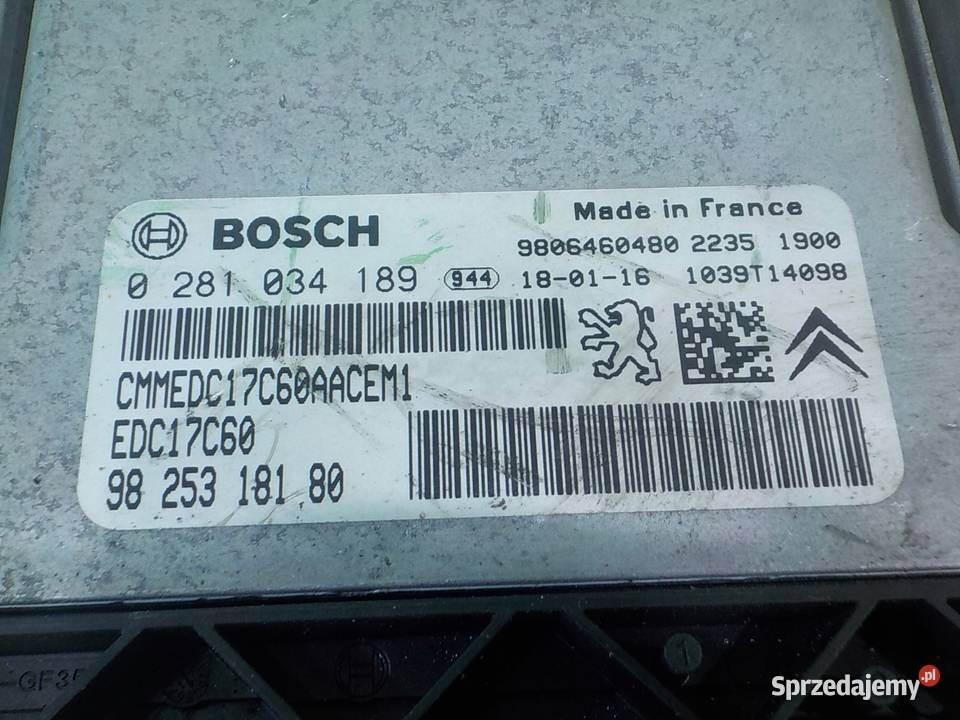 BOSCH
Made in France
9806460480 2235 1900
0 281 034 189 944 18-01-16 1039T14098
CMMEDC17C60AACEM1
EDC17C60
98 253 181 80
1
Sprzedajemy.pl